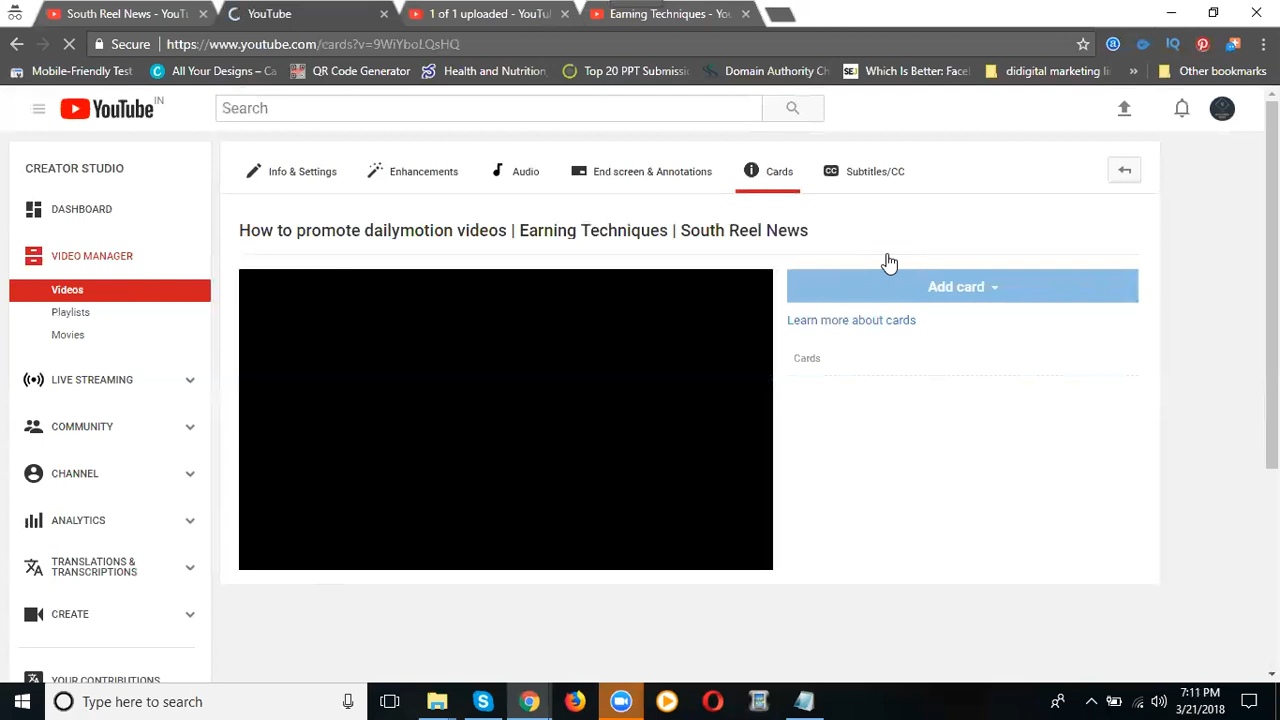 South Reel News - YouT
YouTube
1 of 1 uploaded - YouTu
Earning Techniques - Yo
Secure
https://www.youtube.com/cards?v=9WiYboLQsHQ
Mobile-Friendly Test
All Your Designs – Ca
QR Code Generator
Health and Nutrition
Top 20 PPT Submissi
Domain Authority
Which Is Better: Fac
didigital marketing li
»
Other bookmarks
YouTube IN
Search
CREATOR STUDIO
Info & Settings
Enhancements
Audio
End screen & Annotations
Cards
CC Subtitles/CC
DASHBOARD
How to promote dailymotion videos | Earning Techniques | South Reel News
VIDEO MANAGER
Videos
Add card
Playlists
Learn more about cards
Movies
Cards
LIVE STREAMING
COMMUNITY
CHANNEL
ANALYTICS
TRANSLATIONS &
TRANSCRIPTIONS
CREATE
YOUR CONTRIBUTIONS
Type here to search
7:11 PM
3/21/2018